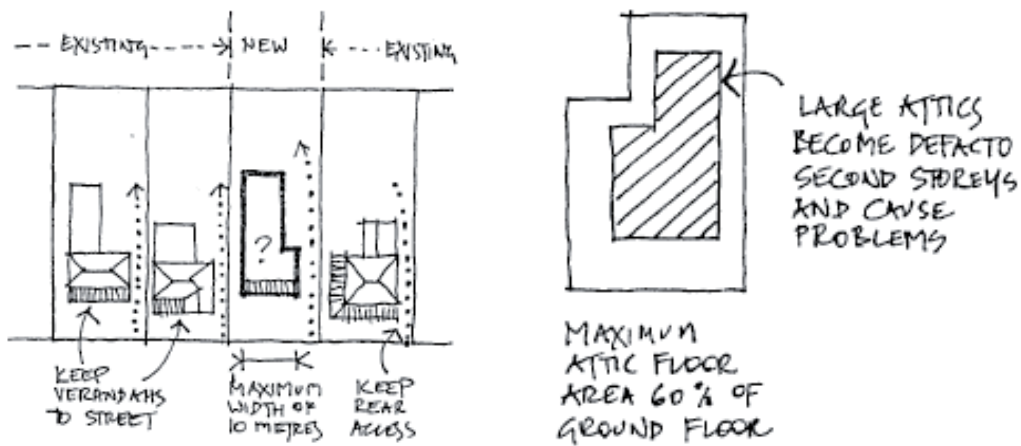 EXISTING
NEW
EXISTING
?
KEEP
VERANDAHS
TO STREET
MAXIMUM
WIDTH OF
10 METRES
KEEP
REAR
ACCESS
LARGE ATTICS
BECOME DEFACTO
SECOND STOREYS
AND CAUSE
PROBLEMS
MAXIMUM
ATTIC FLOOR
AREA 60% OF
GROUND FLOOR